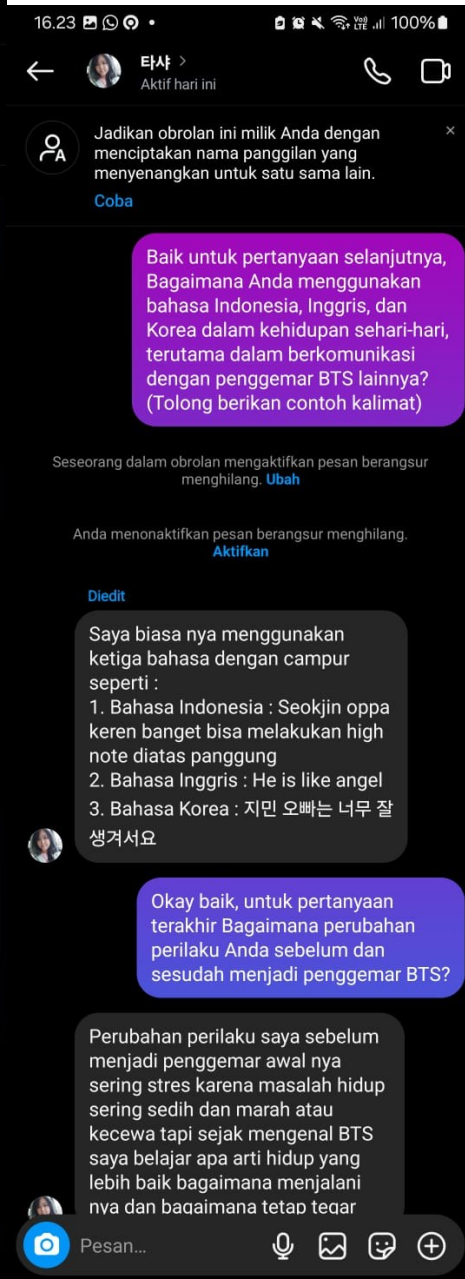 16.23
100%
타샤 >
Aktif hari ini
Jadikan obrolan ini milik Anda dengan
menciptakan nama panggilan yang
menyenangkan untuk satu sama lain.
Coba
Baik untuk pertanyaan selanjutnya,
Bagaimana Anda menggunakan
bahasa Indonesia, Inggris, dan
Korea dalam kehidupan sehari-hari,
terutama dalam berkomunikasi
dengan penggemar BTS lainnya?
(Tolong berikan contoh kalimat)
Seseorang dalam obrolan mengaktifkan pesan berangsur
menghilang. Ubah
Anda menonaktifkan pesan berangsur menghilang.
Aktifkan
Diedit
Saya biasa nya menggunakan
ketiga bahasa dengan campur
seperti :
1. Bahasa Indonesia : Seokjin oppa
keren banget bisa melakukan high
note diatas panggung
2. Bahasa Inggris : He is like angel
3. Bahasa Korea : 지민 오빠는 너무 잘
생겨서요
Okay baik, untuk pertanyaan
terakhir Bagaimana perubahan
perilaku Anda sebelum dan
sesudah menjadi penggemar BTS?
Perubahan perilaku saya sebelum
menjadi penggemar awal nya
sering stres karena masalah hidup
sering sedih dan marah atau
kecewa tapi sejak mengenal BTS
saya belajar apa arti hidup yang
lebih baik bagaimana menjalani
nya dan bagaimana tetap tegar
Pesan...